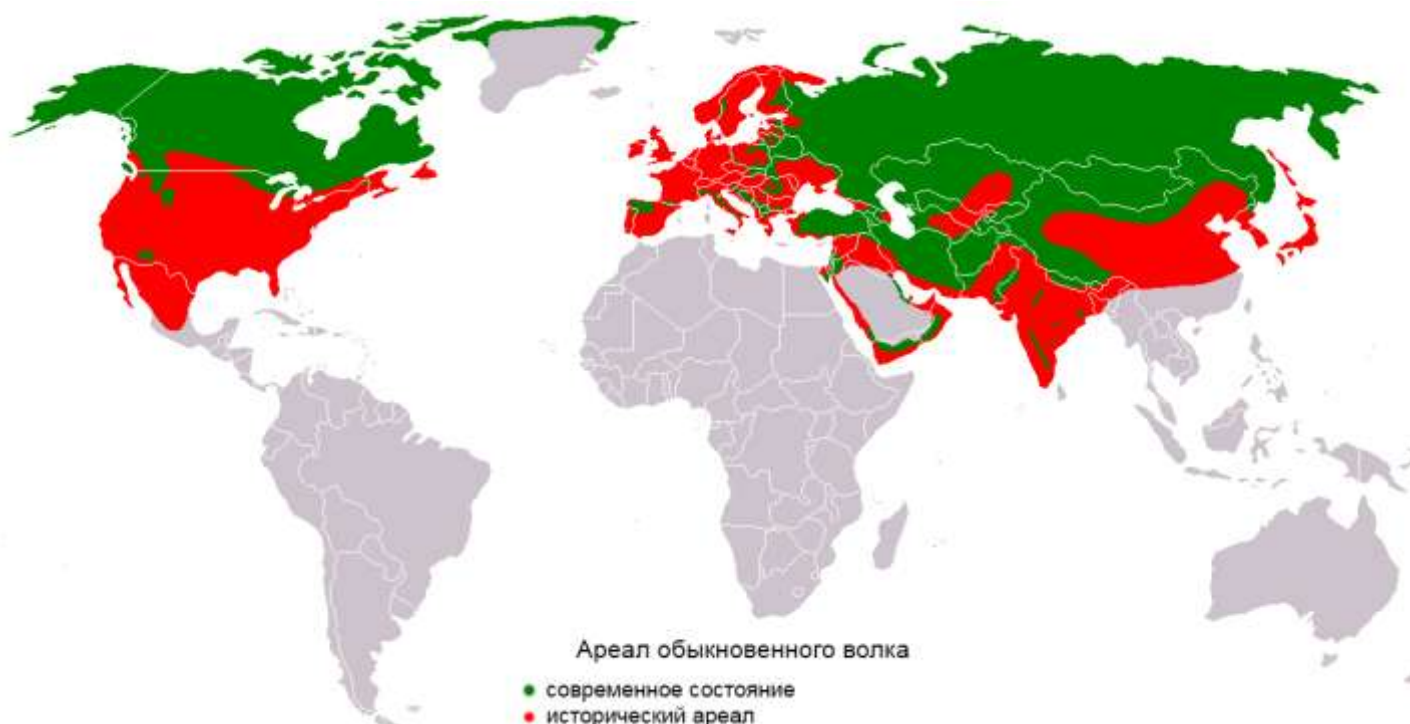 Ареал обыкновенного волка
современное состояние
исторический ареал